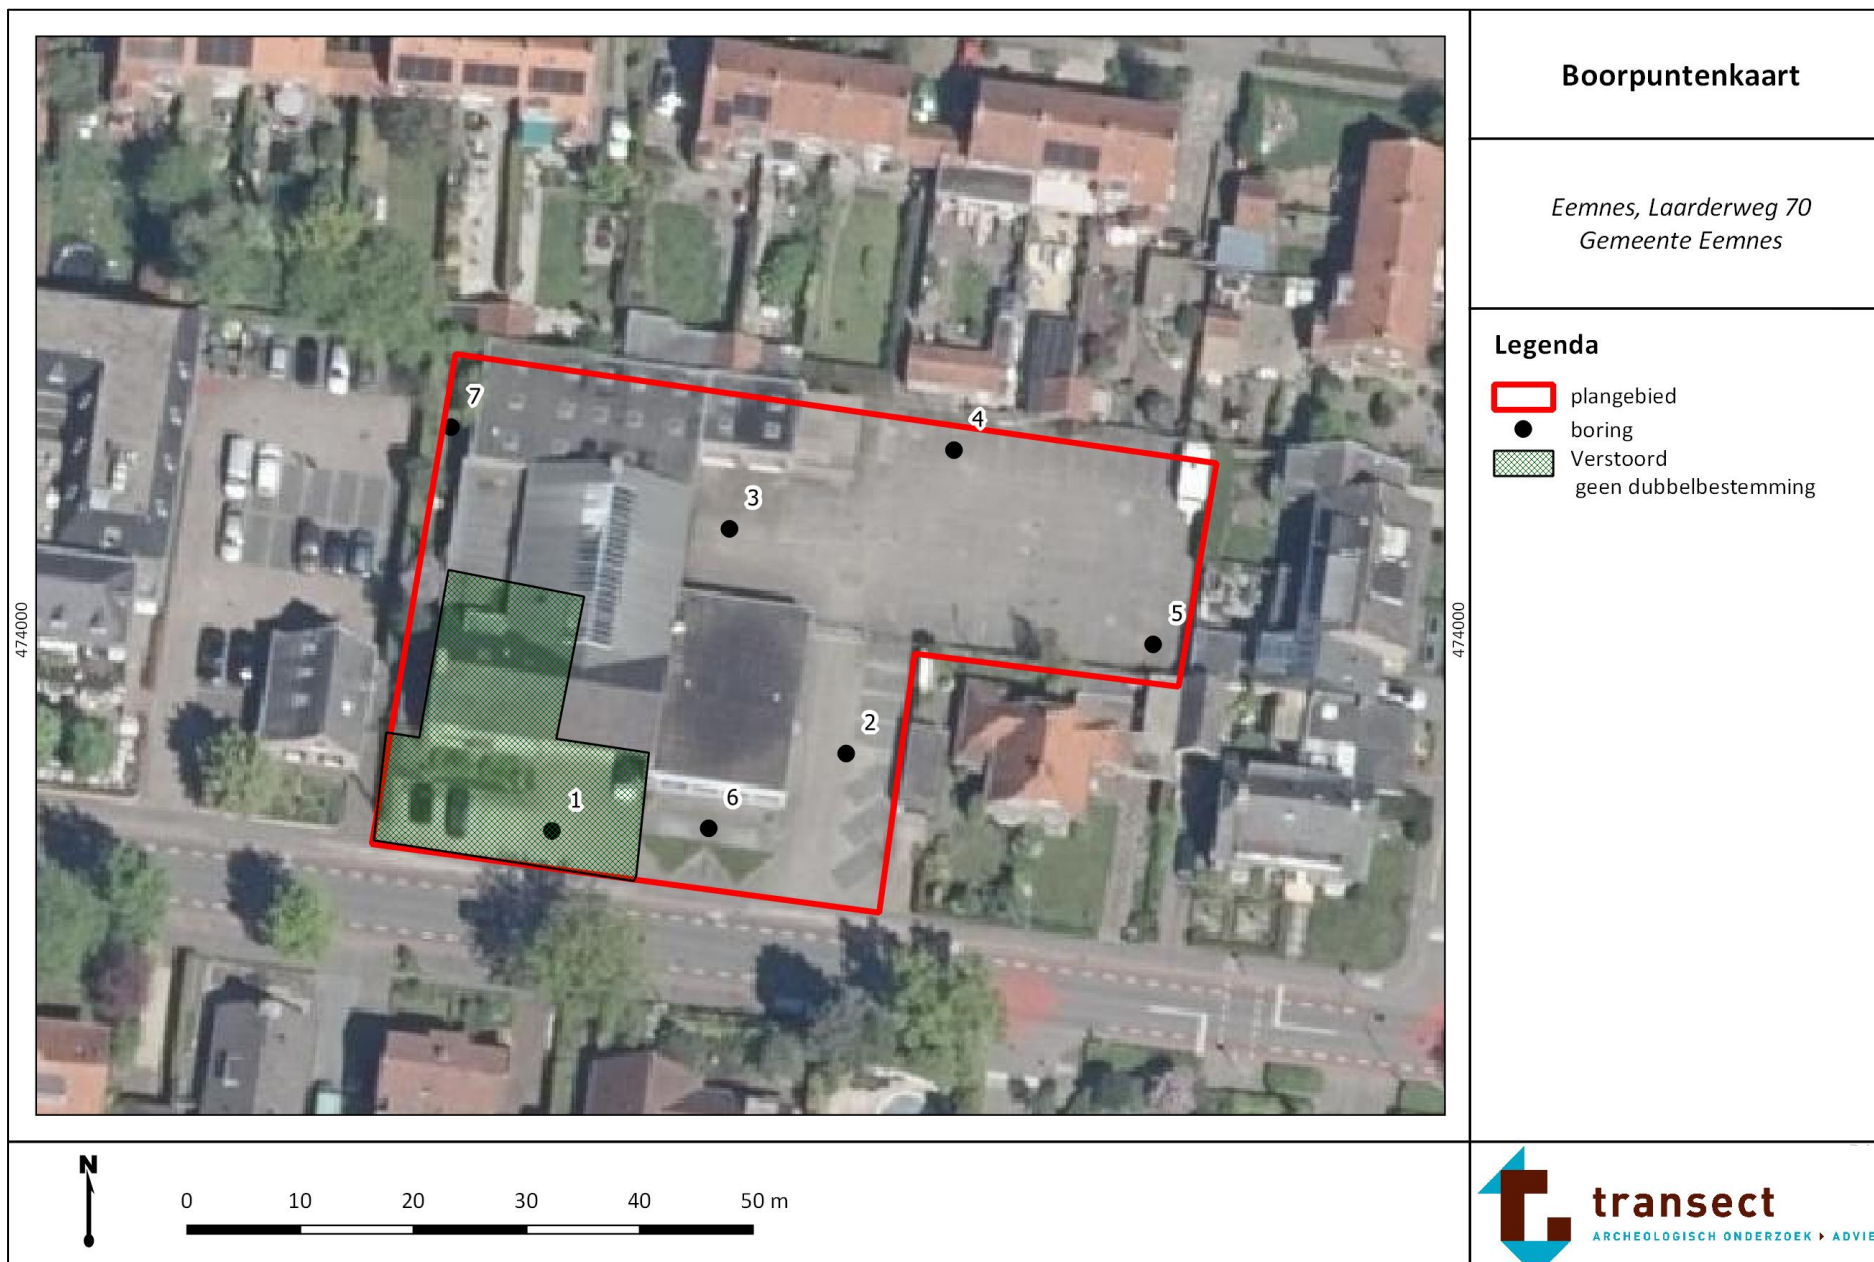 Boorpuntenkaart
Eemnes, Laarderweg 70
Gemeente Eemnes
Legenda
plangebied
boring
Verstoord
geen dubbelbestemming
7
4
3
5
2
1
6
474000
474000
N
0 10 20 30 40 50 m
transect
ARCHEOLOGISCH ONDERZOEK ADVIE